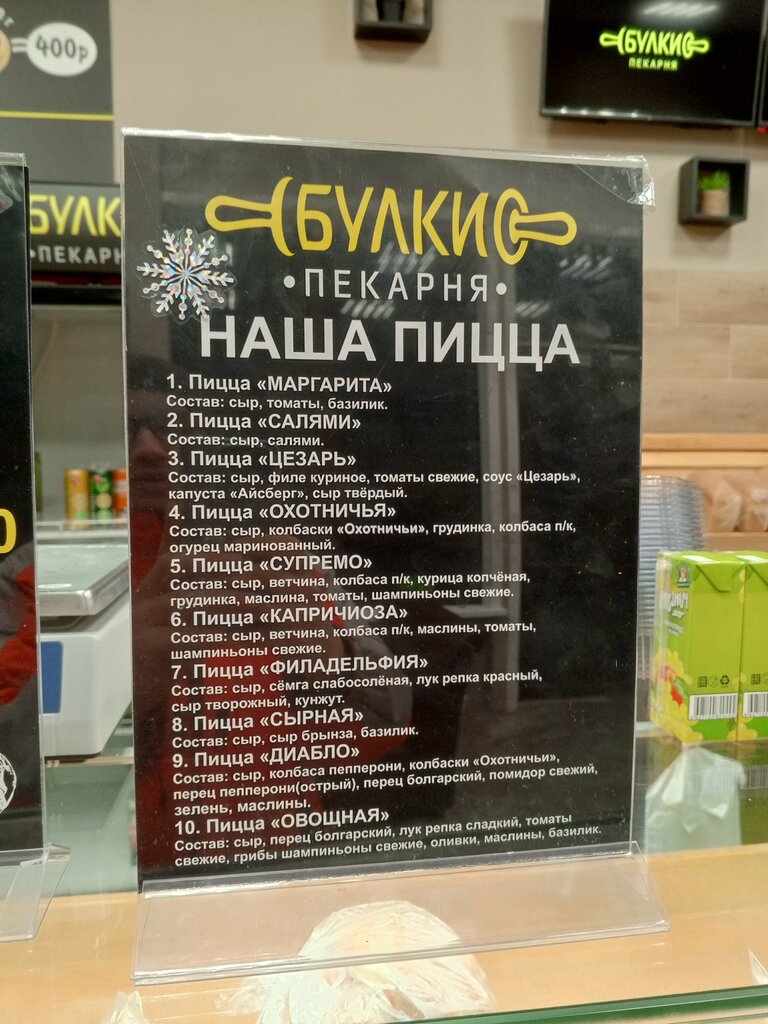 400р
БУЛКИ
ПЕКАРНЯ
БУЛКИ
•ПЕКАРНЯ•
НАША ПИЦЦА
1. Пицца «МАРГАРИТА»
Состав: сыр, томаты, базилик.
2. Пицца «САЛЯМИ»
Состав: сыр, салями.
3. Пицца «ЦЕЗАРЬ»
Состав: сыр, филе куриное, томаты свежие, соус «Цезарь»,
капуста «Айсберг», сыр твёрдый.
4. Пицца «ОХОТНИЧЬЯ»
Состав: сыр, колбаски «Охотничьи», грудинка, колбаса п/к,
огурец маринованный.
5. Пицца «СУПРЕМО»
Состав: сыр, ветчина, колбаса п/к, курица копчёная,
грудинка, маслина, томаты, шампиньоны свежие.
6. Пицца «КАПРИЧИОЗА»
Состав: сыр, ветчина, колбаса п/к, маслины, томаты,
шампиньоны свежие.
7. Пицца «ФИЛАДЕЛЬФИЯ»
Состав: сыр, сёмга слабосолёная, лук репка красный,
сыр творожный, кунжут.
8. Пицца «СЫРНАЯ»
Состав: сыр, сыр брынза, базилик.
9. Пицца «ДИАБЛО»
Состав: сыр, колбаса пепперони, колбаски «Охотничьи»,
перец пепперони(острый), перец болгарский, помидор свежий,
зелень, маслины.
10. Пицца «ОВОЩНАЯ»
Состав: сыр, перец болгарский, лук репка сладкий, томаты
свежие, грибы шампиньоны свежие, оливки, маслины, базилик.
БУЛК
•ПЕКАРН